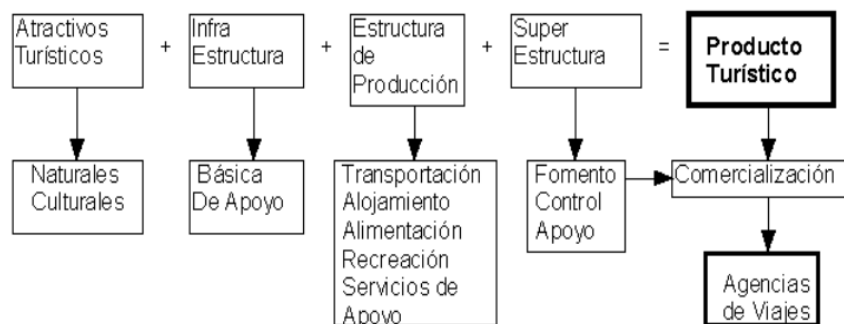 Atractivos
Turísticos
+
Infra
Estructura
+
Estructura
de
Producción
+
Super
Estructura
=
Producto
Turístico
Naturales
Culturales
Básica
De Apoyo
Transportación
Alojamiento
Alimentación
Recreación
Servicios de
Apoyo
Fomento
Control
Apoyo
Comercialización
Agencias
de Viajes